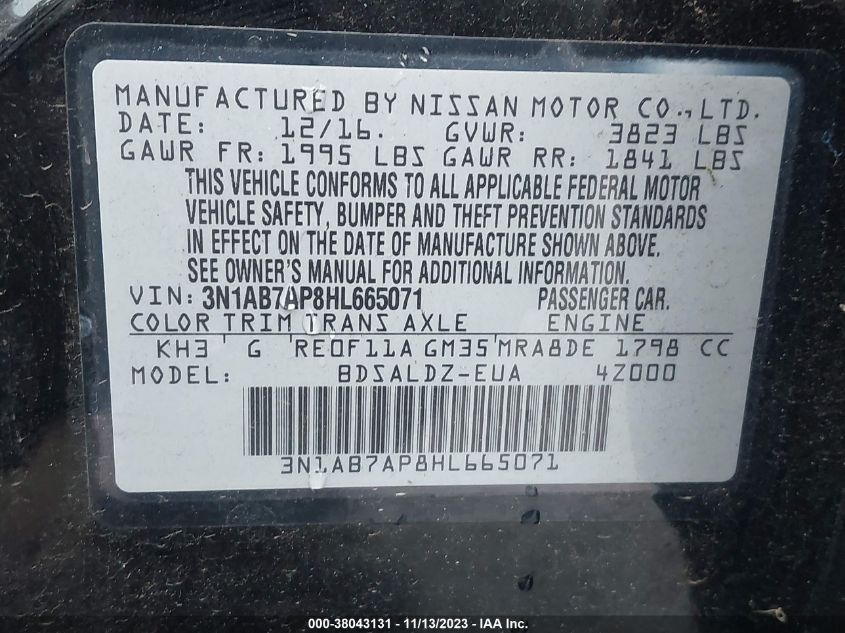 MANUFACTURED BY NISSAN MOTOR CO., LTD.
DATE: 12/16. GVWR: 3823 LBS
GAWR FR: 1995 LBS GAWR RR: 1841 LBS
THIS VEHICLE CONFORMS TO ALL APPLICABLE FEDERAL MOTOR
VEHICLE SAFETY, BUMPER AND THEFT PREVENTION STANDARDS
IN EFFECT ON THE DATE OF MANUFACTURE SHOWN ABOVE.
SEE OWNER'S MANUAL FOR ADDITIONAL INFORMATION.
VIN: 3N1AB7AP8HL665071 PASSENGER CAR.
COLOR TRIM TRANS AXLE ENGINE
KH3 G RE0F11A GM35 MRA8DE 1798 CC
MODEL: BDSALDZ-EUA 4Z000
3N1AB7AP8HL665071
000-38043131 - 11/13/2023 - IAA Inc.